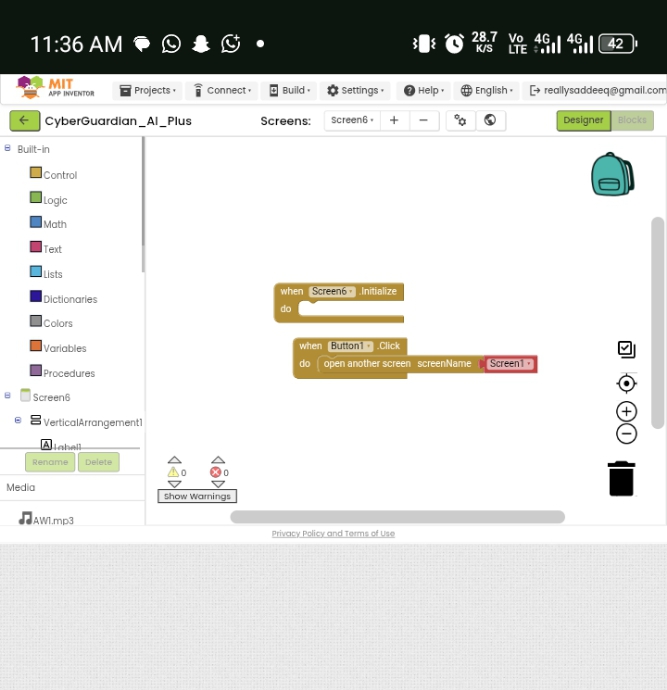 11:36 AM
28.7 K/S Vo LTE 4G 4G 42
MIT APP INVENTOR Projects Connect Build Settings Help English reallysaddeeq@gmail.com
CyberGuardian_AI_Plus Screens: Screen6 + − Designer Blocks
Built-in
Control
Logic
Math
Text
Lists
Dictionaries
Colors
Variables
Procedures
Screen6
VerticalArrangement1
A Label1
Rename Delete
Media
AW1.mp3
when Screen6 .Initialize
do
when Button1 .Click
do open another screen screenName Screen1
0 0
Show Warnings
Privacy Policy and Terms of Use